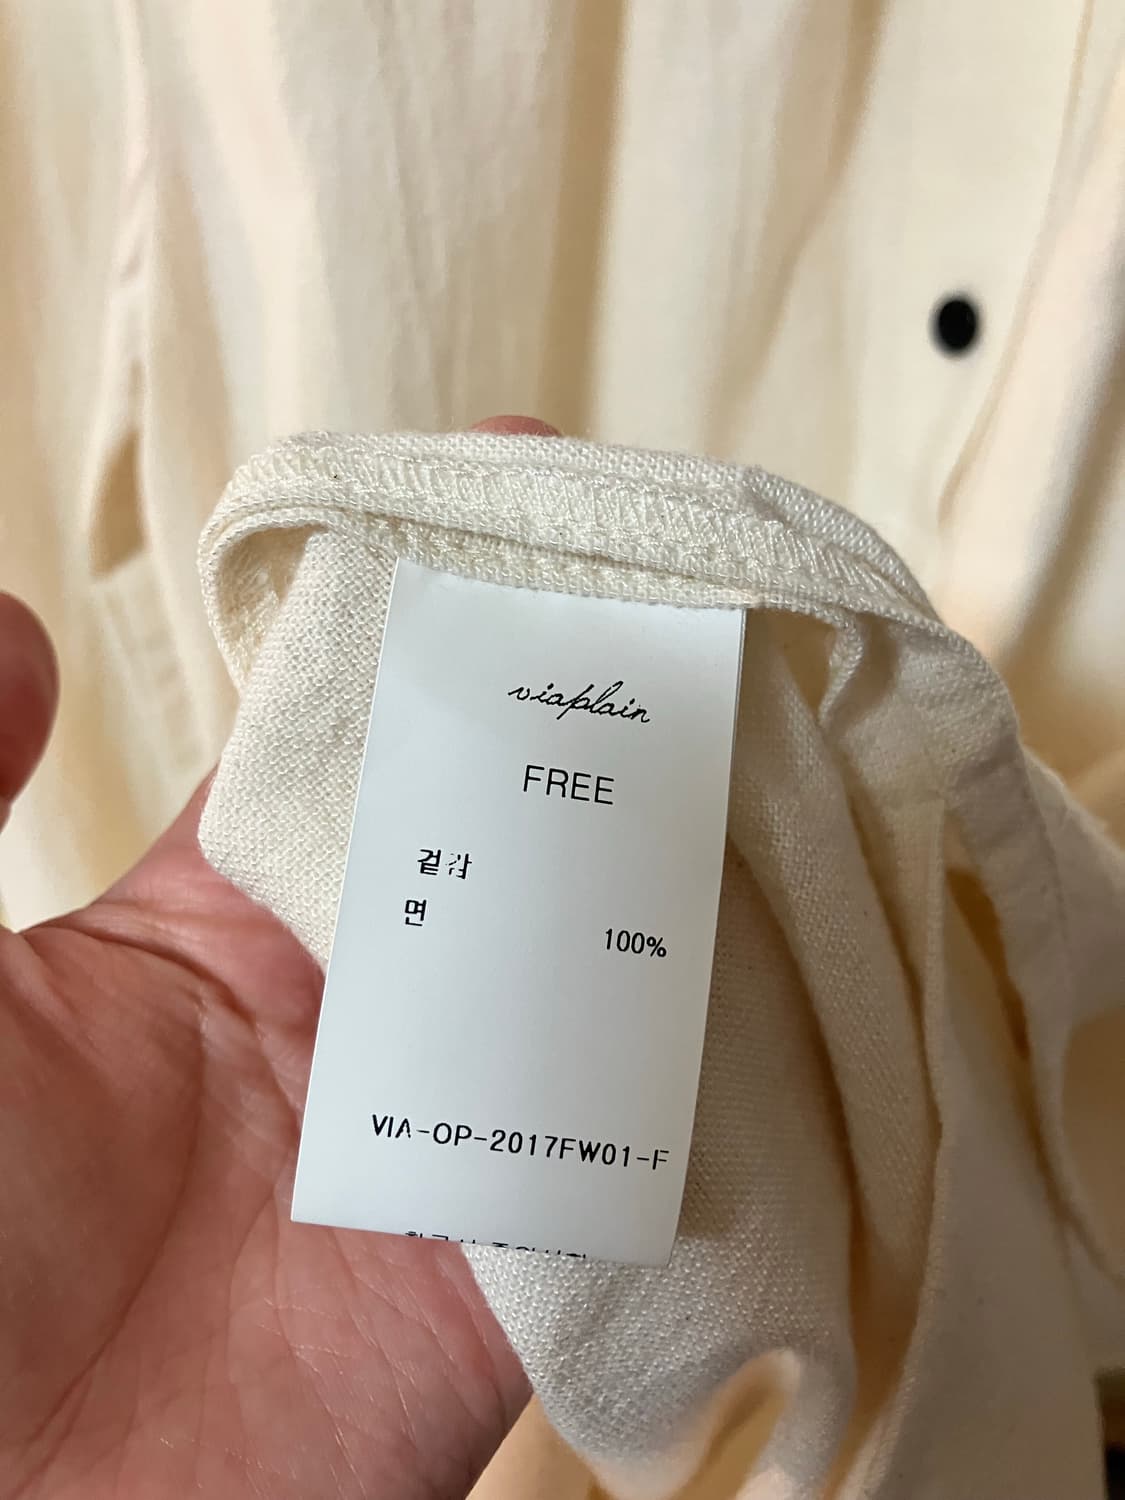 viaplain
FREE
겉감
면 100%
VIA-OP-2017FW01-F